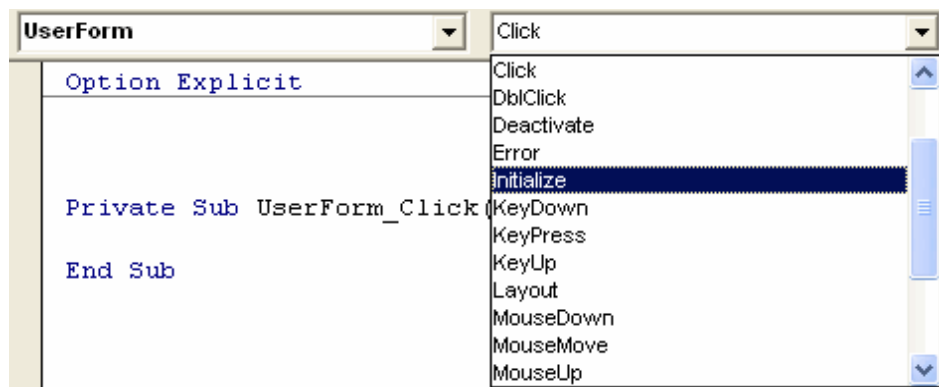 UserForm
Click
Option Explicit
Private Sub UserForm_Click(
End Sub
Click
DblClick
Deactivate
Error
Initialize
KeyDown
KeyPress
KeyUp
Layout
MouseDown
MouseMove
MouseUp